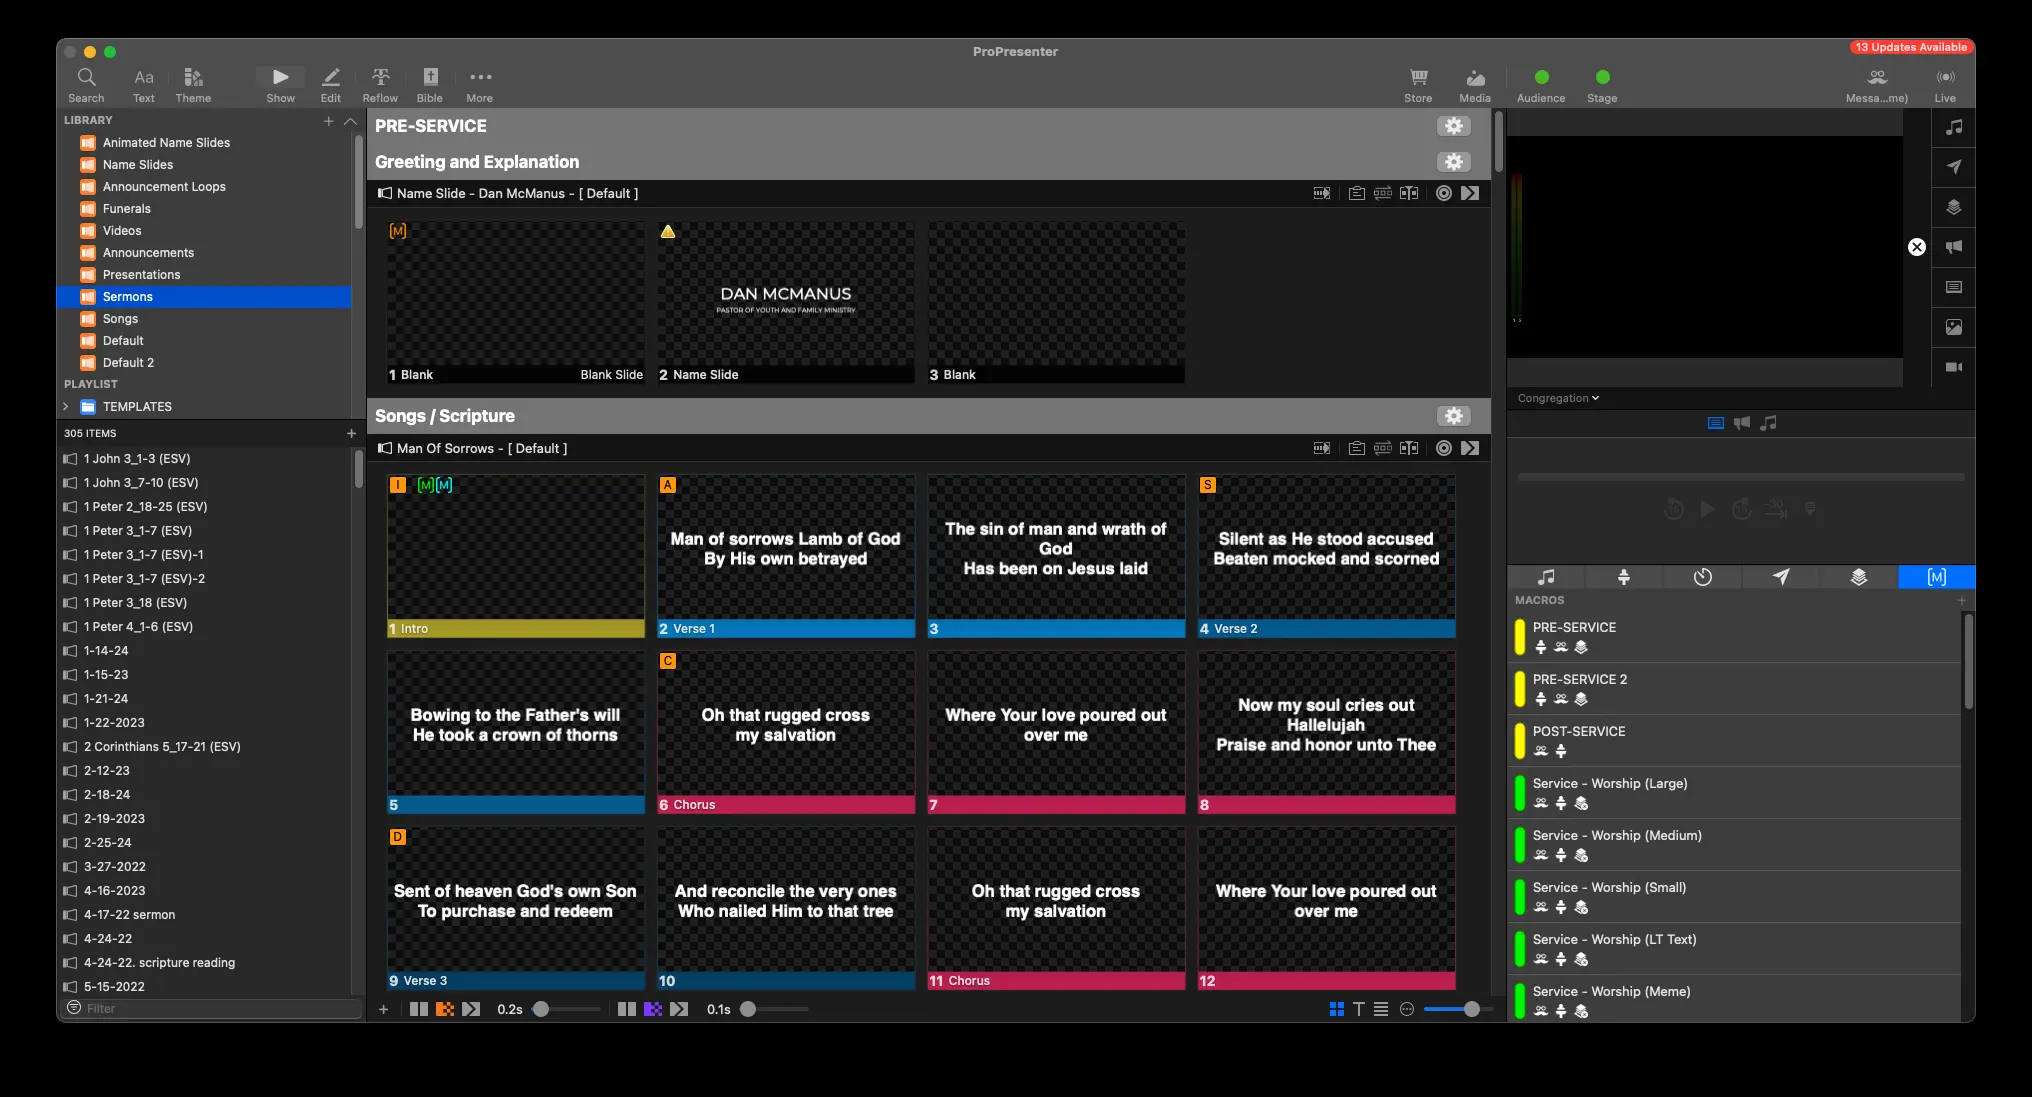 ProPresenter
13 Updates Available
Search
Aa
Text
Theme
Show
Edit
Reflow
Bible
More
Store
Media
Audience
Stage
Messa...me)
Live
LIBRARY
Animated Name Slides
Name Slides
Announcement Loops
Funerals
Videos
Announcements
Presentations
Sermons
Songs
Default
Default 2
PLAYLIST
TEMPLATES
305 ITEMS
1 John 3_1-3 (ESV)
1 John 3_7-10 (ESV)
1 Peter 2_18-25 (ESV)
1 Peter 3_1-7 (ESV)
1 Peter 3_1-7 (ESV)-1
1 Peter 3_1-7 (ESV)-2
1 Peter 3_18 (ESV)
1 Peter 4_1-6 (ESV)
1-14-24
1-15-23
1-21-24
1-22-2023
2 Corinthians 5_17-21 (ESV)
2-12-23
2-18-24
2-19-2023
2-25-24
3-27-2022
4-16-2023
4-17-22 sermon
4-24-22
4-24-22. scripture reading
5-15-2022
Filter
PRE-SERVICE
Greeting and Explanation
Name Slide - Dan McManus - [ Default ]
[M]
1 Blank
Blank Slide
DAN MCMANUS
PASTOR OF YOUTH AND FAMILY MINISTRY
2 Name Slide
3 Blank
Songs / Scripture
Man Of Sorrows - [ Default ]
I [M][M]
1 Intro
A
Man of sorrows Lamb of God
By His own betrayed
2 Verse 1
The sin of man and wrath of
God
Has been on Jesus laid
3
S
Silent as He stood accused
Beaten mocked and scorned
4 Verse 2
Bowing to the Father's will
He took a crown of thorns
5
C
Oh that rugged cross
my salvation
6 Chorus
Where Your love poured out
over me
7
Now my soul cries out
Hallelujah
Praise and honor unto Thee
8
D
Sent of heaven God's own Son
To purchase and redeem
9 Verse 3
And reconcile the very ones
Who nailed Him to that tree
10
Oh that rugged cross
my salvation
11 Chorus
Where Your love poured out
over me
12
0.2s
0.1s
Congregation
[M]
MACROS
PRE-SERVICE
PRE-SERVICE 2
POST-SERVICE
Service - Worship (Large)
Service - Worship (Medium)
Service - Worship (Small)
Service - Worship (LT Text)
Service - Worship (Meme)